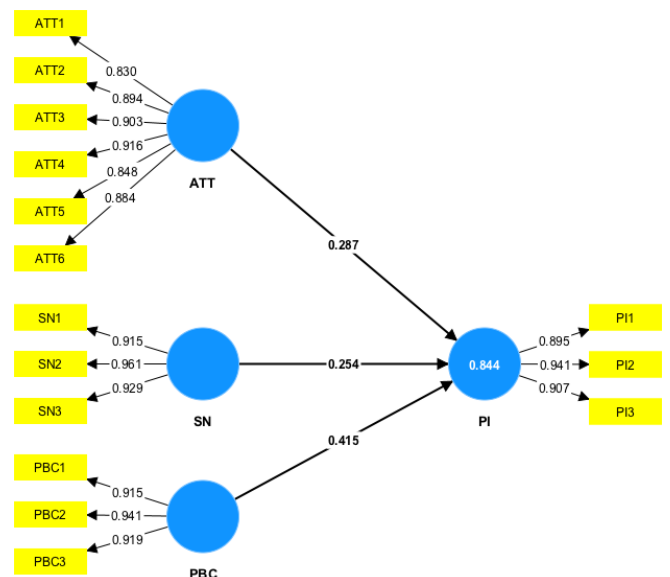 ATT1
0.830
ATT2
0.894
ATT3
0.903
ATT4
0.916
0.848
ATT5
0.884
ATT6
ATT
0.287
SN1
0.915
SN2
0.961
SN3
0.929
SN
0.254
0.844
PI
0.895
PI1
0.941
PI2
0.907
PI3
0.415
PBC1
0.915
PBC2
0.941
PBC3
0.919
PBC